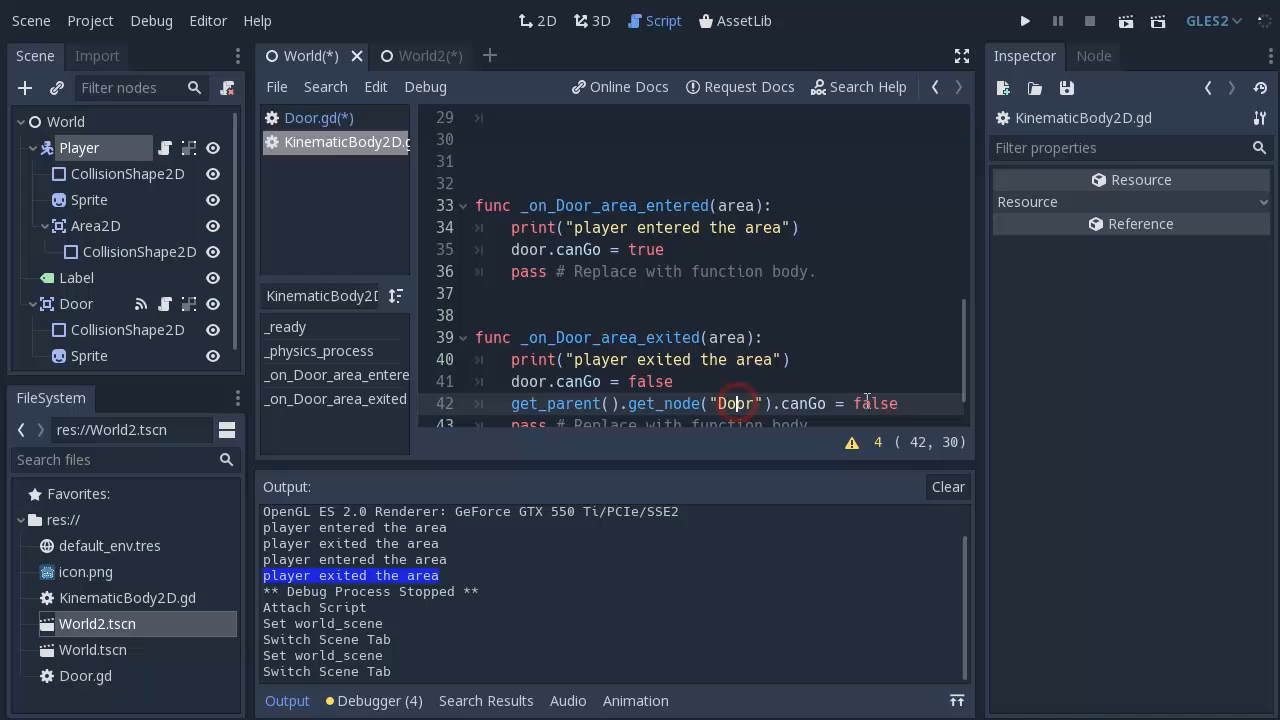 Scene Project Debug Editor Help 2D 3D Script AssetLib GLES2
Scene Import World(*) World2(*) Inspector Node
Filter nodes File Search Edit Debug Online Docs Request Docs Search Help
World
Player
CollisionShape2D
Sprite
Area2D
CollisionShape2D
Label
Door
CollisionShape2D
Sprite
FileSystem
res://World2.tscn
Search files
Favorites:
res://
default_env.tres
icon.png
KinematicBody2D.gd
World2.tscn
World.tscn
Door.gd
Door.gd(*)
KinematicBody2D.g
KinematicBody2D
_ready
_physics_process
_on_Door_area_entere
_on_Door_area_exited
29
30
31
32
33 func _on_Door_area_entered(area):
34 print("player entered the area")
35 door.canGo = true
36 pass # Replace with function body.
37
38
39 func _on_Door_area_exited(area):
40 print("player exited the area")
41 door.canGo = false
42 get_parent().get_node("Door").canGo = false
43 pass # Replace with function body.
4 ( 42, 30)
Output: Clear
OpenGL ES 2.0 Renderer: GeForce GTX 550 Ti/PCIe/SSE2
player entered the area
player exited the area
player entered the area
player exited the area
** Debug Process Stopped **
Attach Script
Set world_scene
Switch Scene Tab
Set world_scene
Switch Scene Tab
Output Debugger (4) Search Results Audio Animation
KinematicBody2D.gd
Filter properties
Resource
Resource
Reference